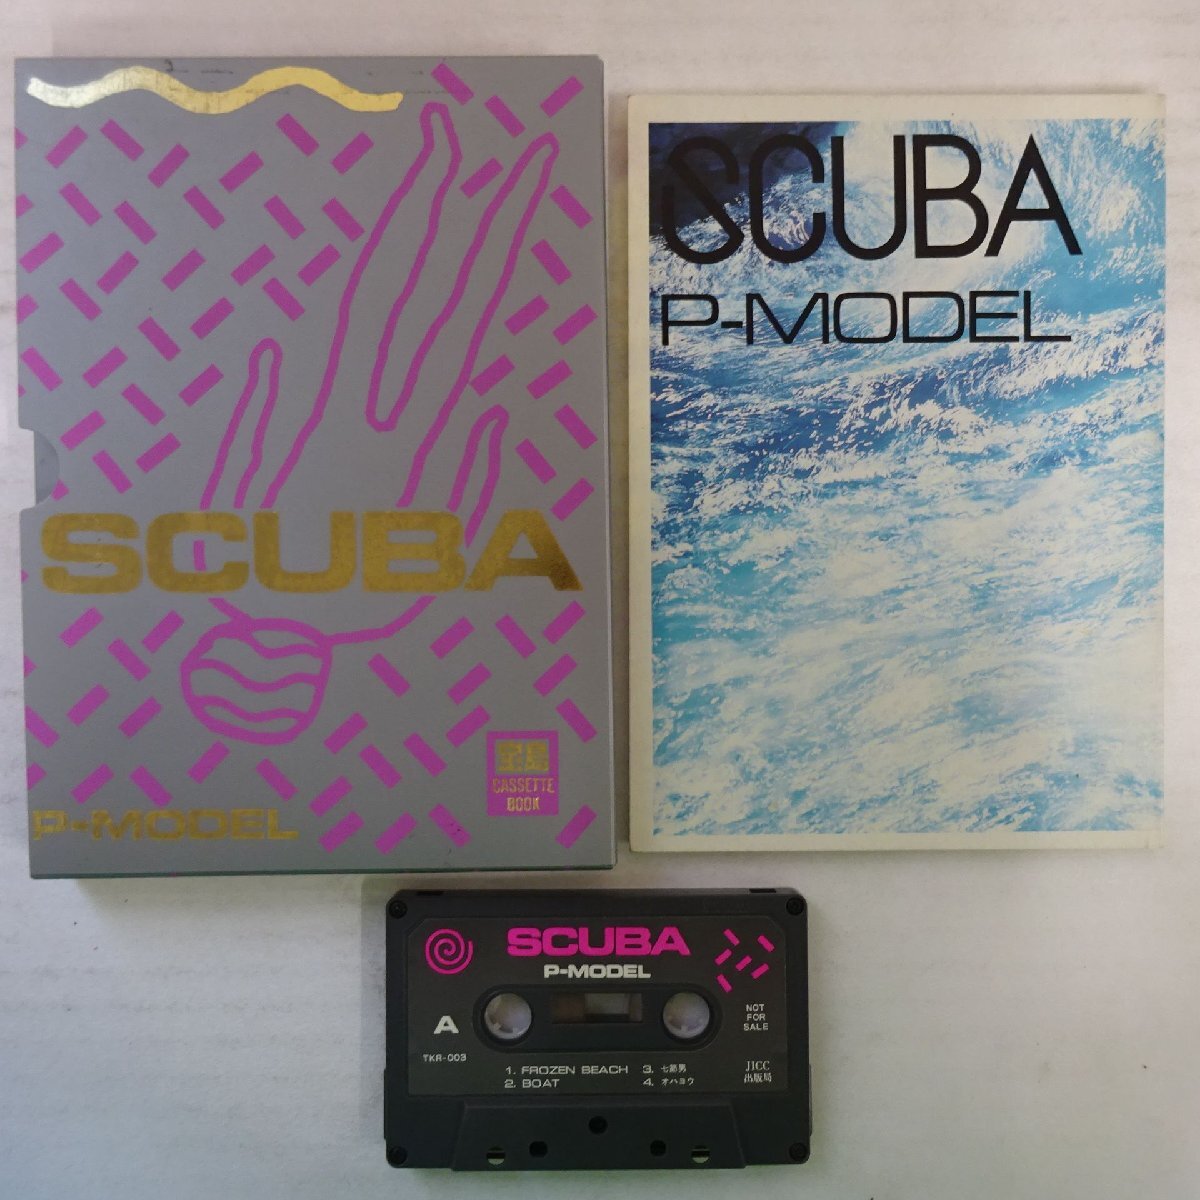 SCUBA
宝島
CASSETTE
BOOK
P-MODEL
SCUBA
P-MODEL
SCUBA
P-MODEL
A
NOT
FOR
SALE
TKR-003
1. FROZEN BEACH
2. BOAT
3. 七節男
4. オハヨウ
JICC
出版局